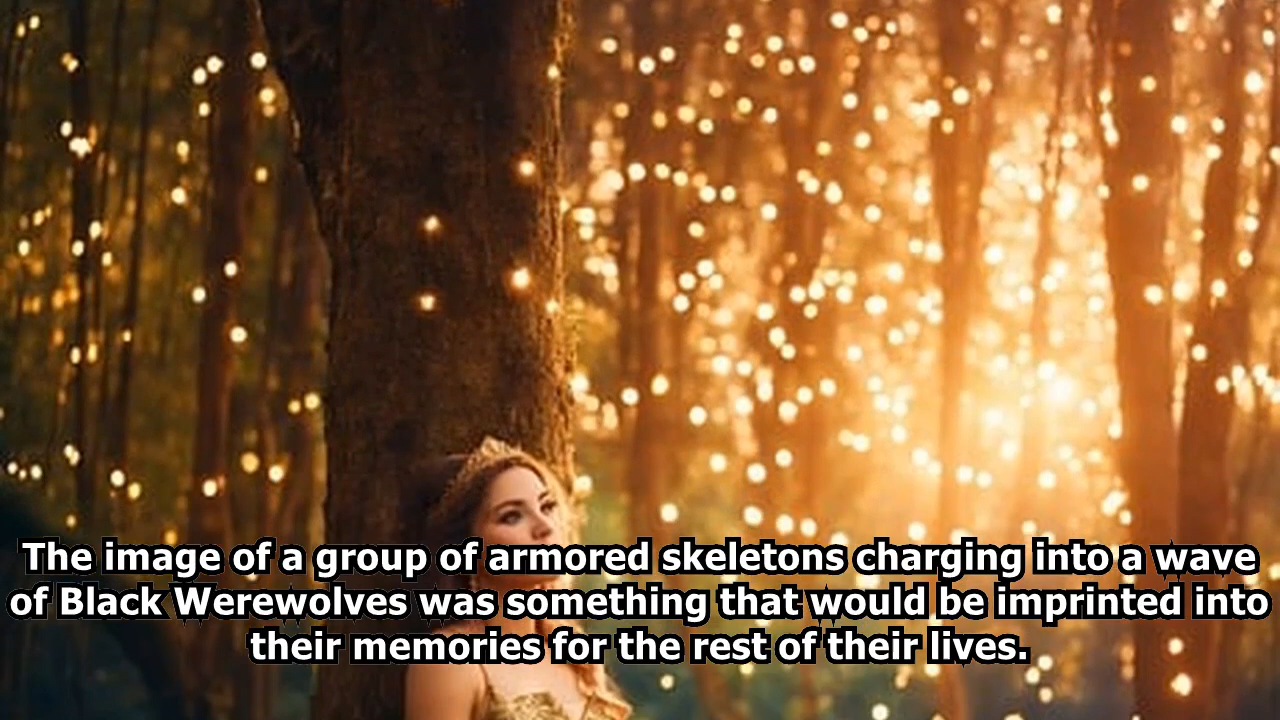 The image of a group of armored skeletons charging into a wave
of Black Werewolves was something that would be imprinted into
their memories for the rest of their lives.